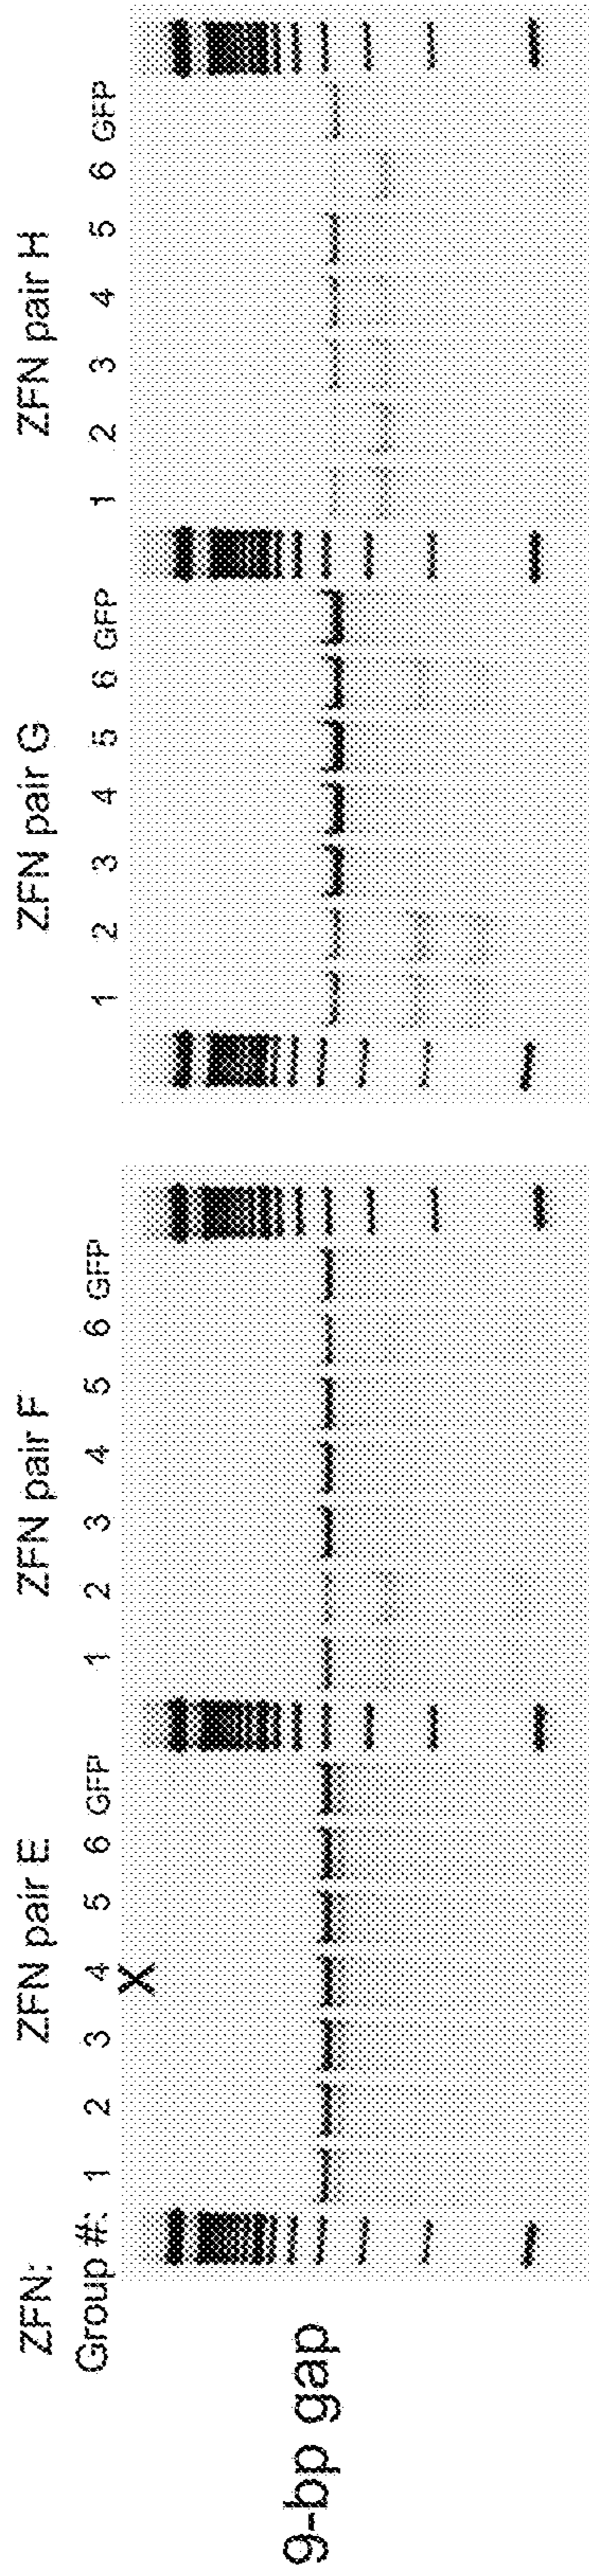 ZFN: ZFN pair E ZFN pair F ZFN pair G ZFN pair H
Group #: 1 2 3 4 5 6 GFP 1 2 3 4 5 6 GFP 1 2 3 4 5 6 GFP 1 2 3 4 5 6 GFP
X
9-bp gap